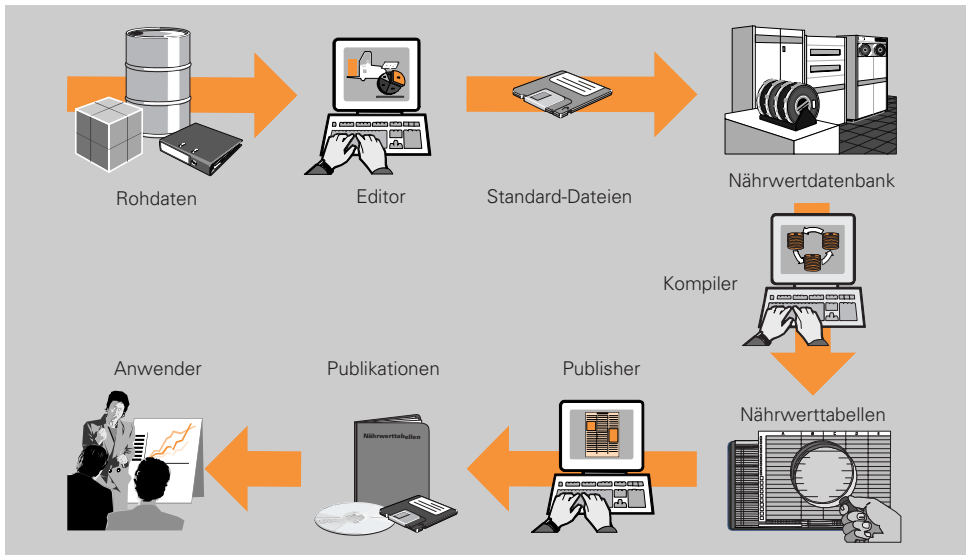 Rohdaten
Editor
Standard-Dateien
Nährwertdatenbank
Kompiler
Anwender
Publikationen
Publisher
Nährwerttabellen
Nährwerttabellen
A B C D E